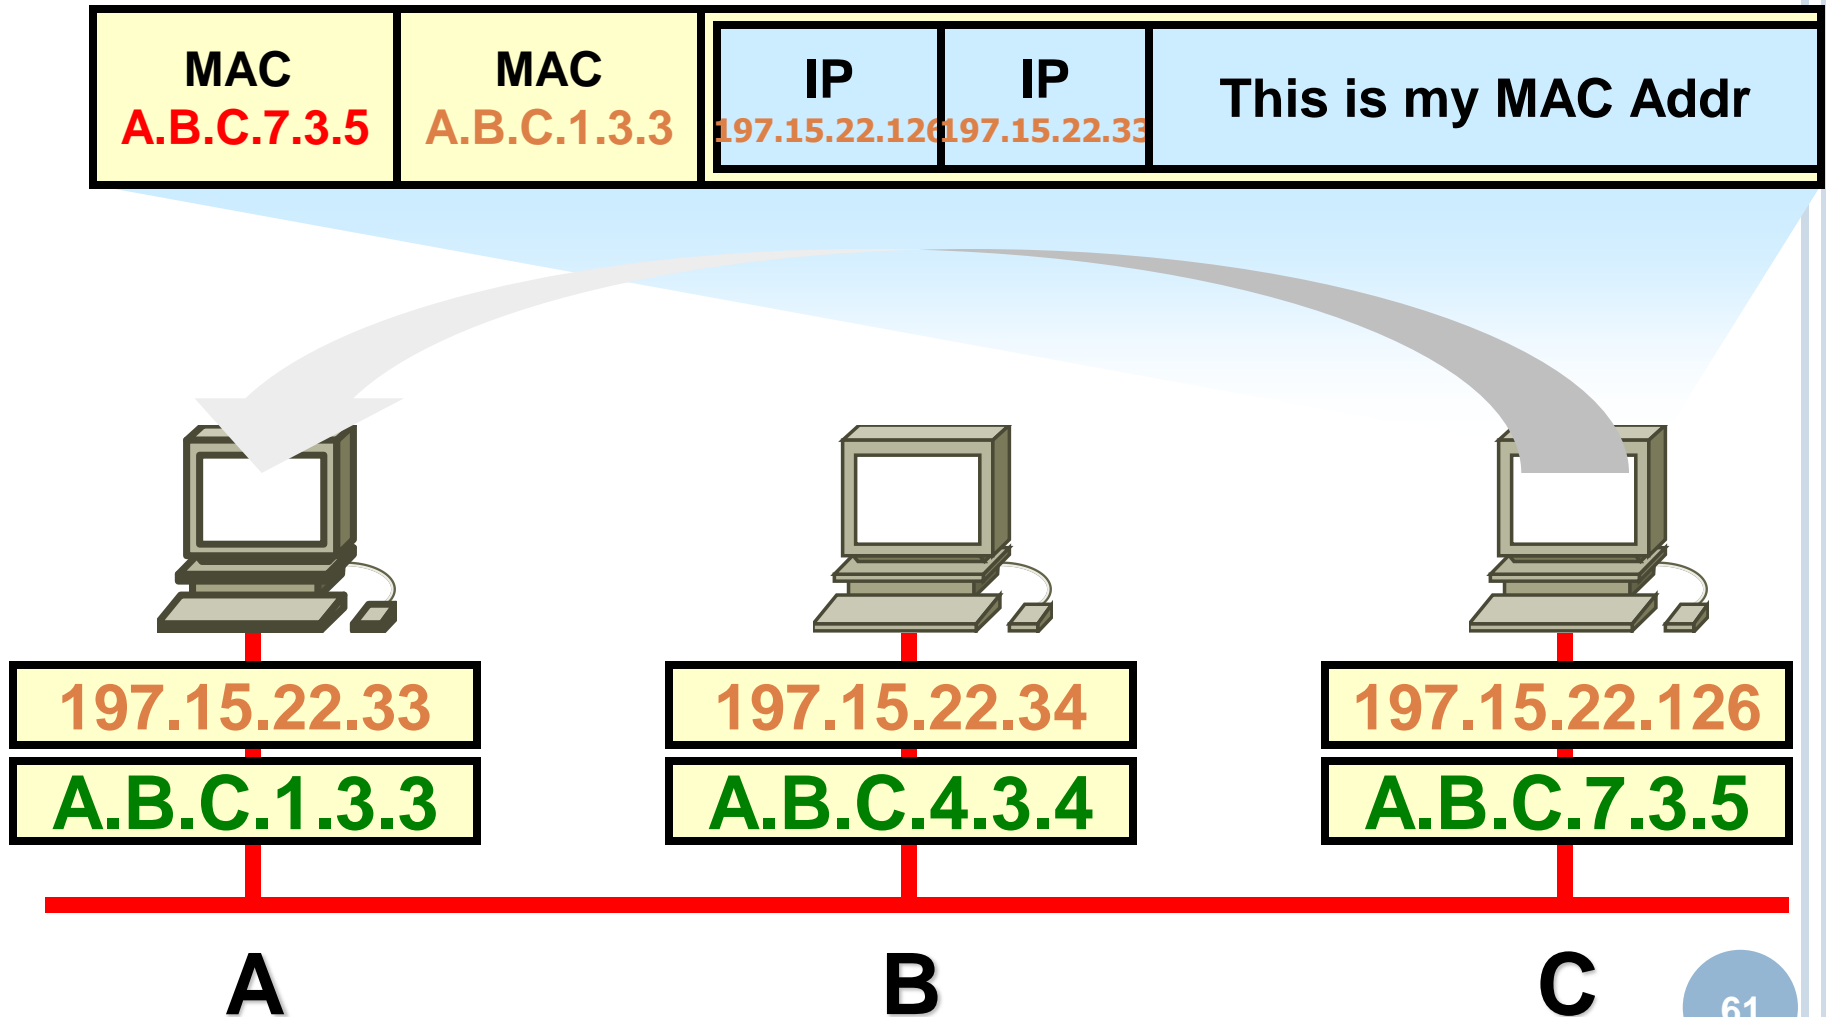 MAC
A.B.C.7.3.5
MAC
A.B.C.1.3.3
IP
197.15.22.126
IP
197.15.22.33
This is my MAC Addr
197.15.22.33
A.B.C.1.3.3
197.15.22.34
A.B.C.4.3.4
197.15.22.126
A.B.C.7.3.5
A
B
C
61